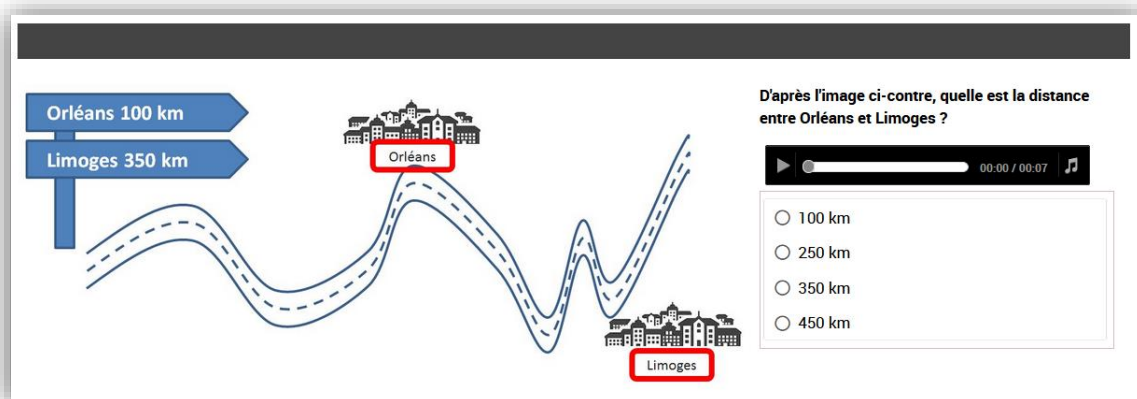 Orléans 100 km
Limoges 350 km
Orléans
Limoges
D'après l'image ci-contre, quelle est la distance
entre Orléans et Limoges ?
00:00 / 00:07
100 km
250 km
350 km
450 km